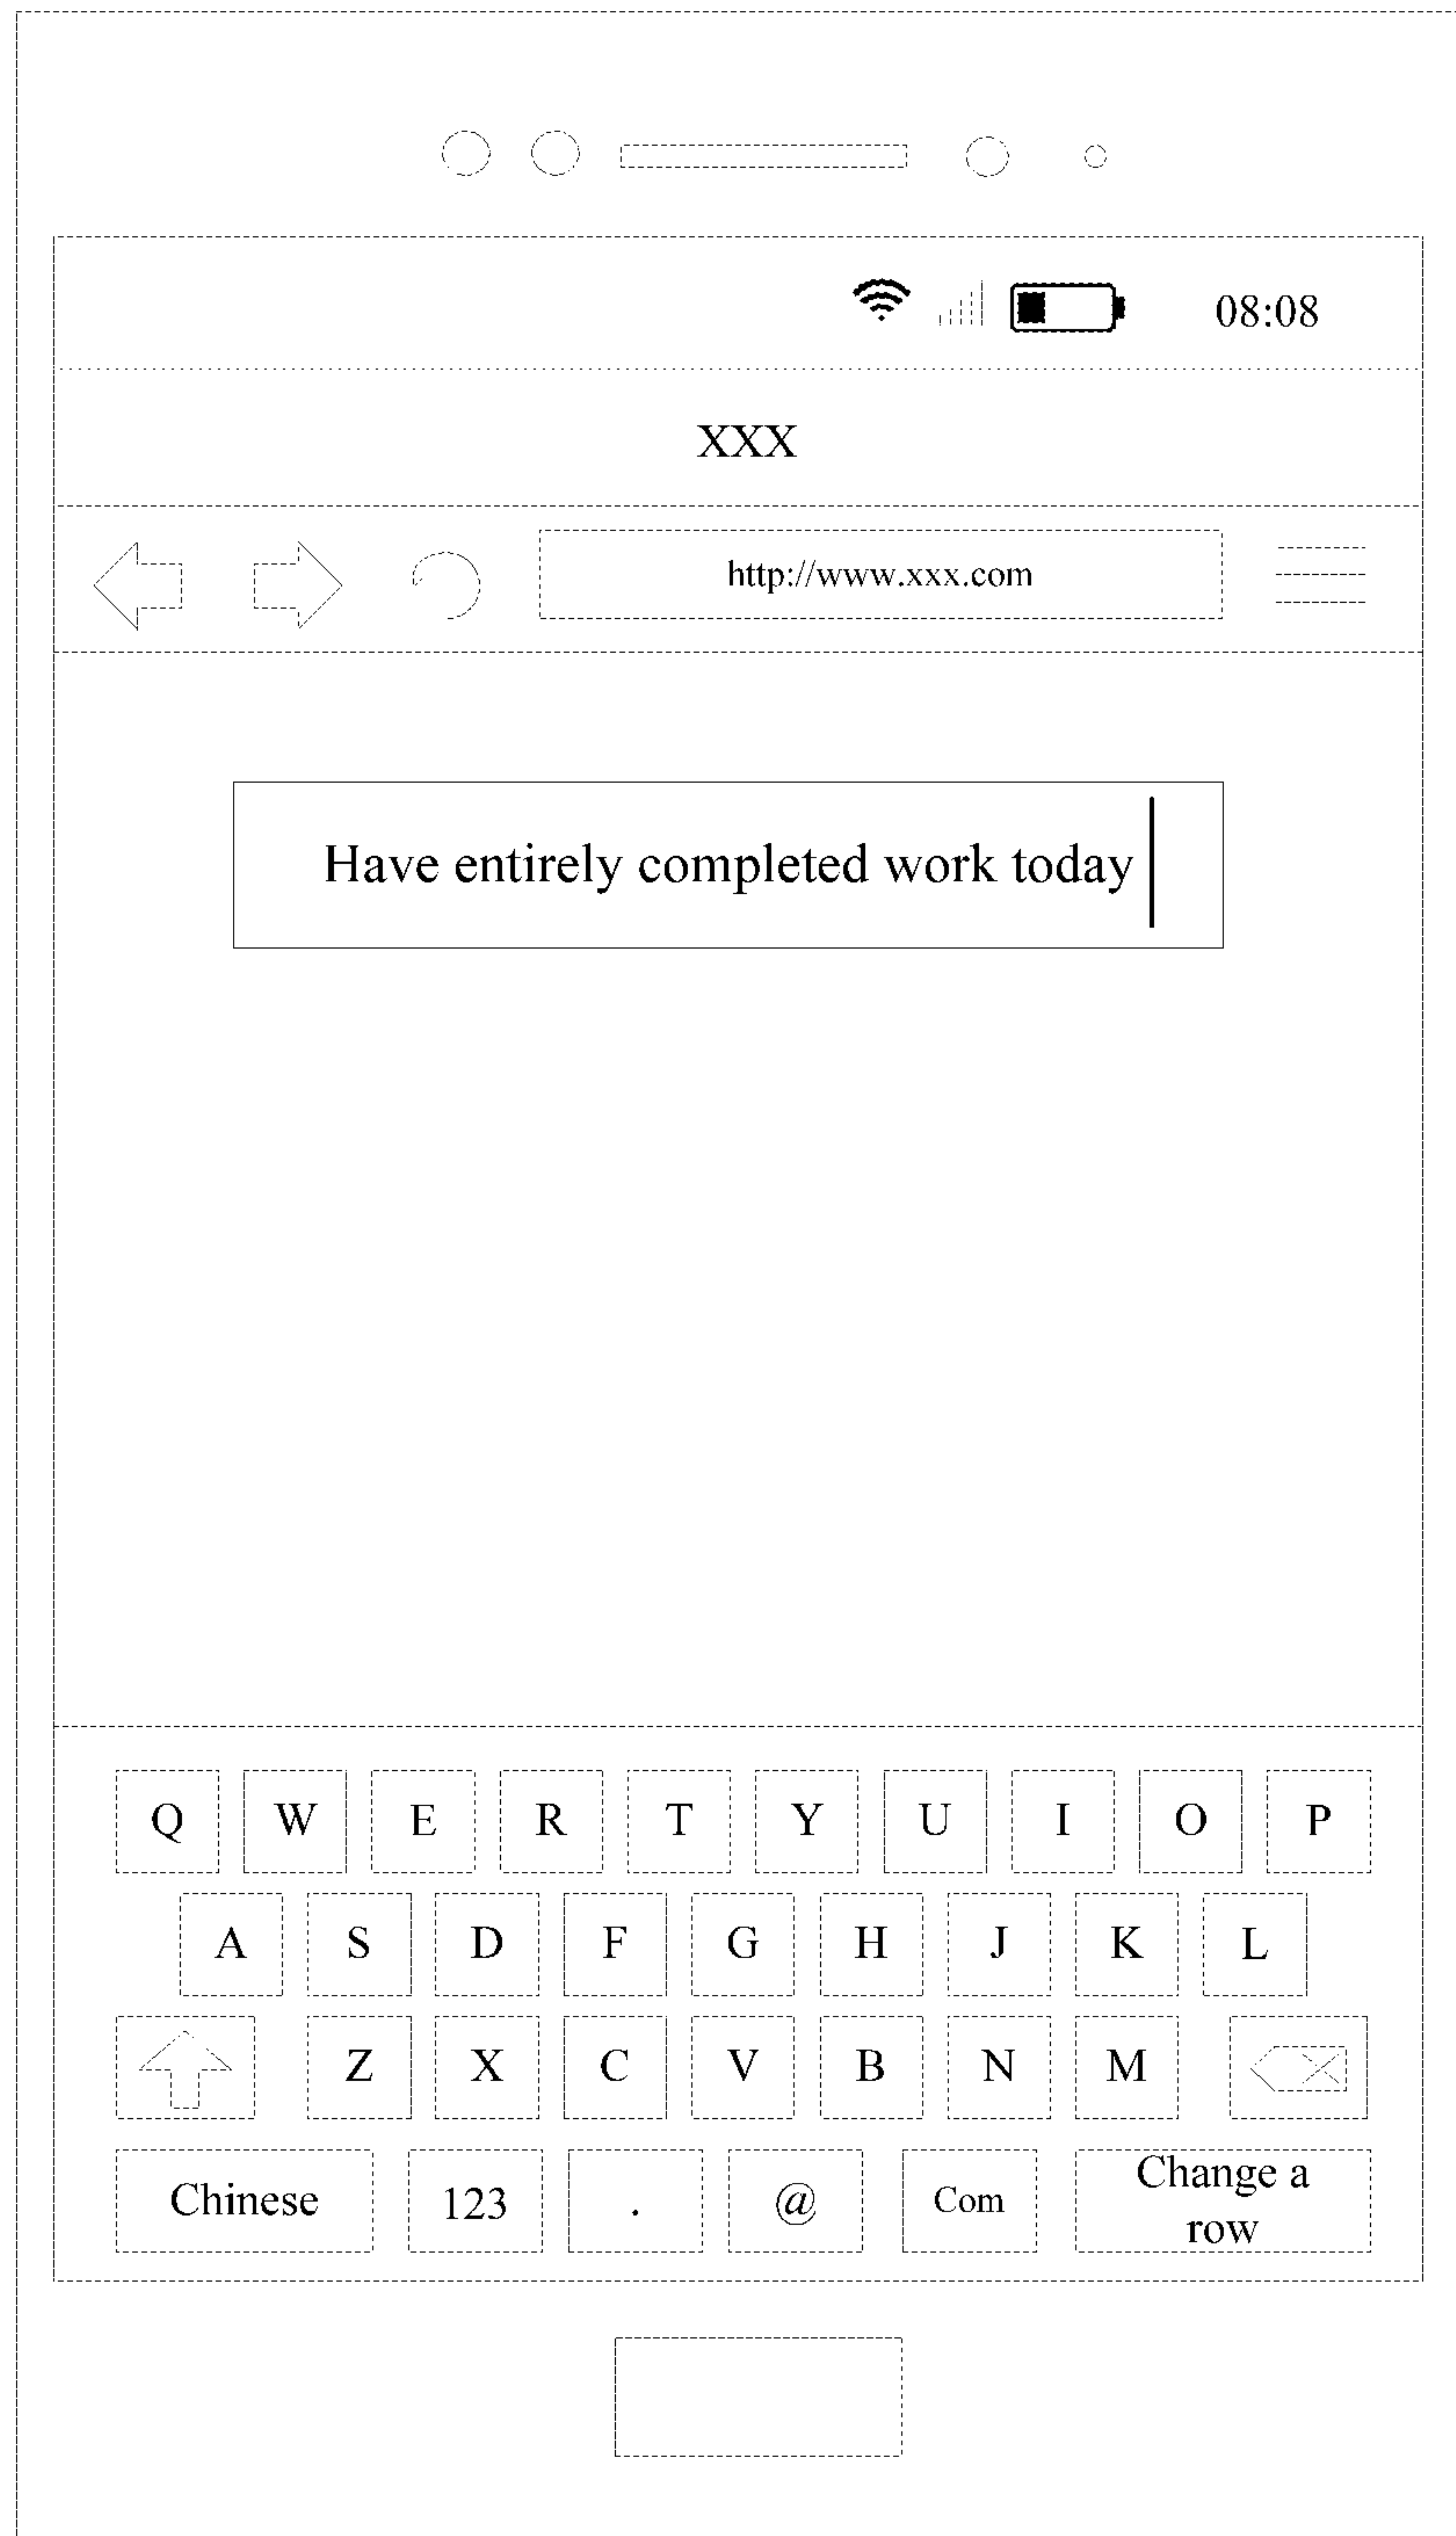 08:08
XXX
http://www.xxx.com
Have entirely completed work today
Q W E R T Y U I O P
A S D F G H J K L
Z X C V B N M
Chinese 123 . @ Com Change a
row